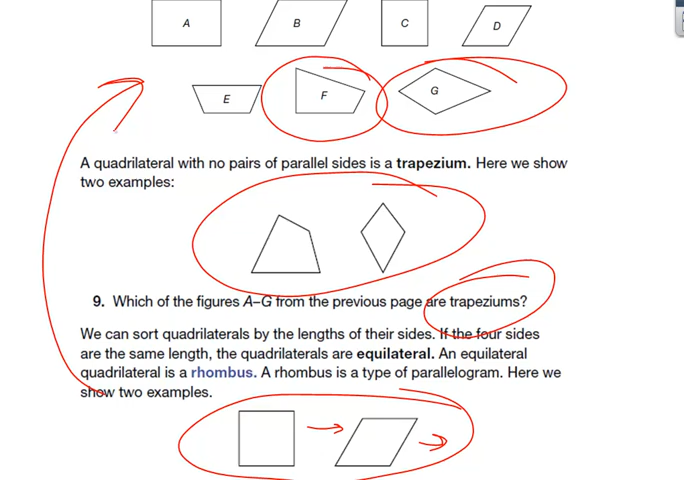 A B C D
E F G
A quadrilateral with no pairs of parallel sides is a trapezium. Here we show
two examples:
9. Which of the figures A–G from the previous page are trapeziums?
We can sort quadrilaterals by the lengths of their sides. If the four sides
are the same length, the quadrilaterals are equilateral. An equilateral
quadrilateral is a rhombus. A rhombus is a type of parallelogram. Here we
show two examples.